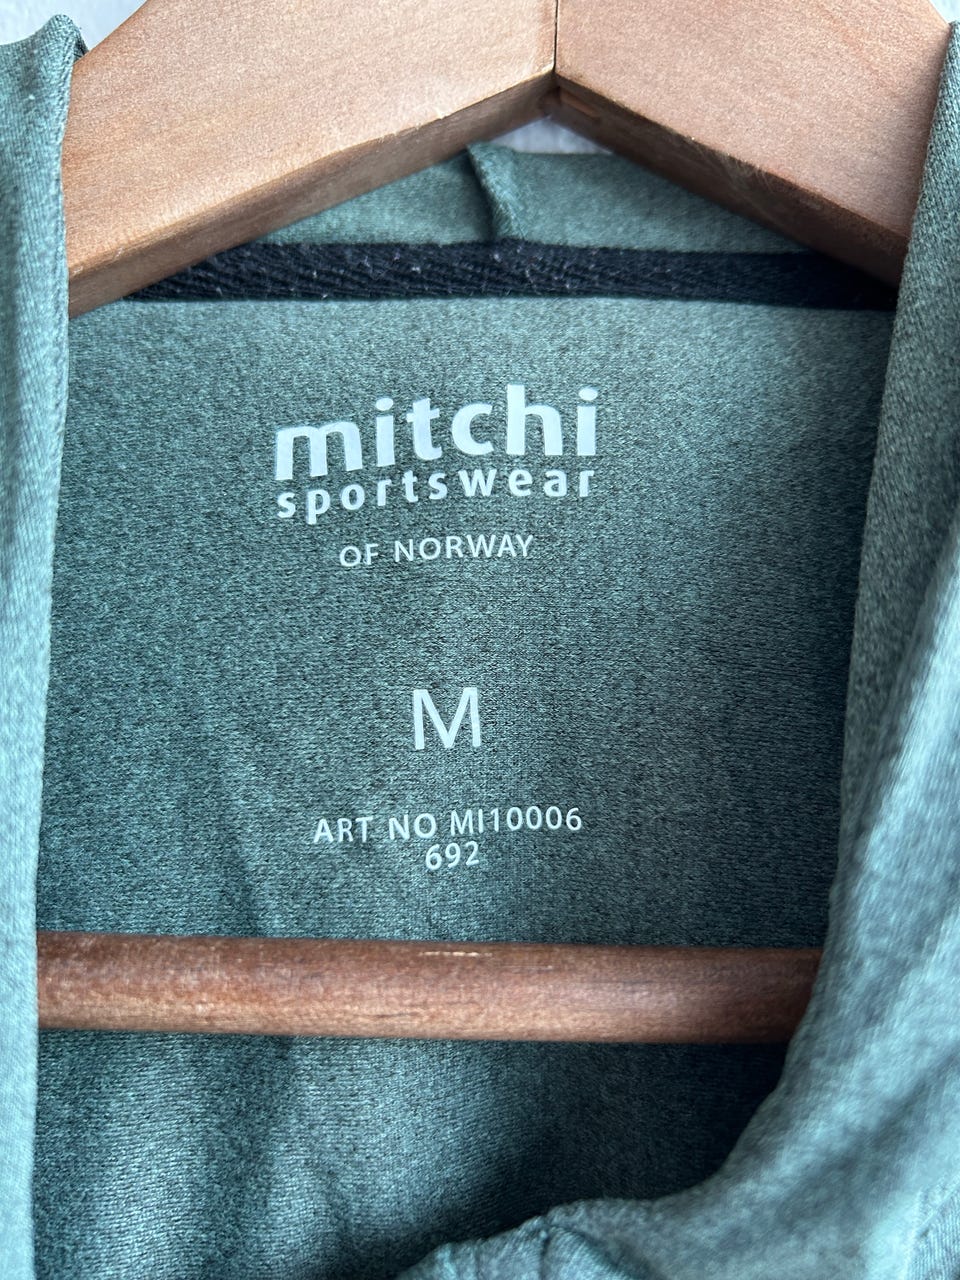 mitchi
sportswear
OF NORWAY
M
ART NO MI10006
692